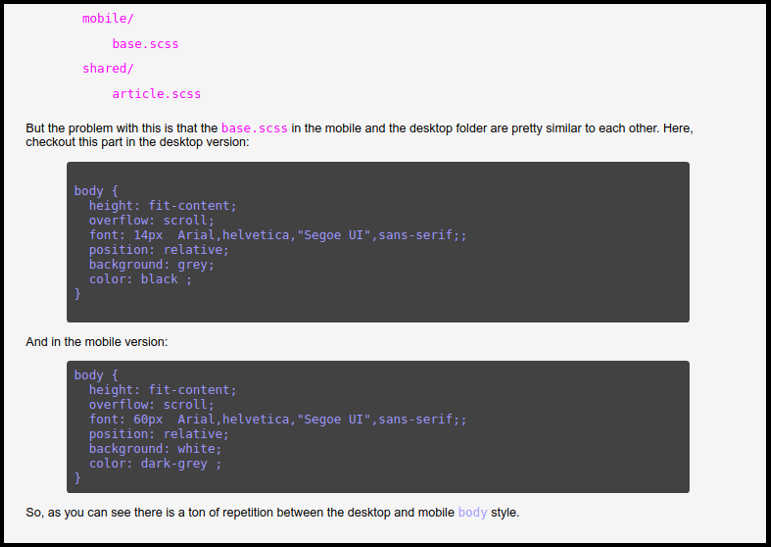 mobile/
base.scss
shared/
article.scss
But the problem with this is that the base.scss in the mobile and the desktop folder are pretty similar to each other. Here,
checkout this part in the desktop version:
body {
  height: fit-content;
  overflow: scroll;
  font: 14px  Arial,helvetica,"Segoe UI",sans-serif;;
  position: relative;
  background: grey;
  color: black ;
}
And in the mobile version:
body {
  height: fit-content;
  overflow: scroll;
  font: 60px  Arial,helvetica,"Segoe UI",sans-serif;;
  position: relative;
  background: white;
  color: dark-grey ;
}
So, as you can see there is a ton of repetition between the desktop and mobile body style.